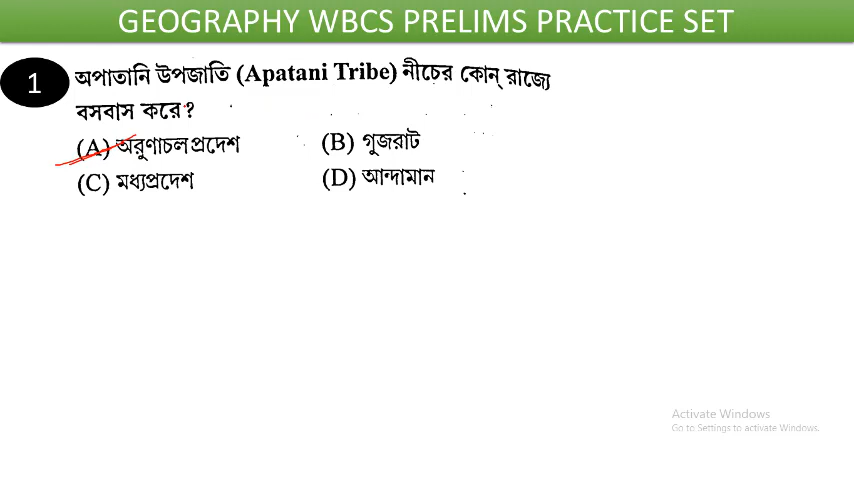 GEOGRAPHY WBCS PRELIMS PRACTICE SET
1
অপাতানি উপজাতি (Apatani Tribe) নীচের কোন্ রাজ্যে
বসবাস করে?
(A) অরুণাচল প্রদেশ (B) গুজরাট
(C) মধ্যপ্রদেশ (D) আন্দামান
Activate Windows
Go to Settings to activate Windows.